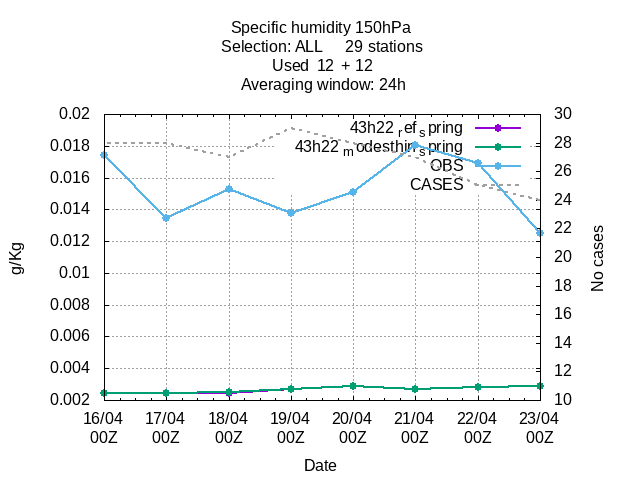 Specific humidity 150hPa
Selection: ALL 29 stations
Used 12 + 12
Averaging window: 24h
0.02 30
43h22 refspring
0.018 28
43h22 modesthinspring
OBS
0.016 26
CASES
24
0.014
22
0.012 20
g/Kg
No cases
0.01 18
0.008 16
0.006 14
0.004 12
0.002 10
16/04 17/04 18/04 19/04 20/04 21/04 22/04 23/04
00Z 00Z 00Z 00Z 00Z 00Z 00Z 00Z
Date